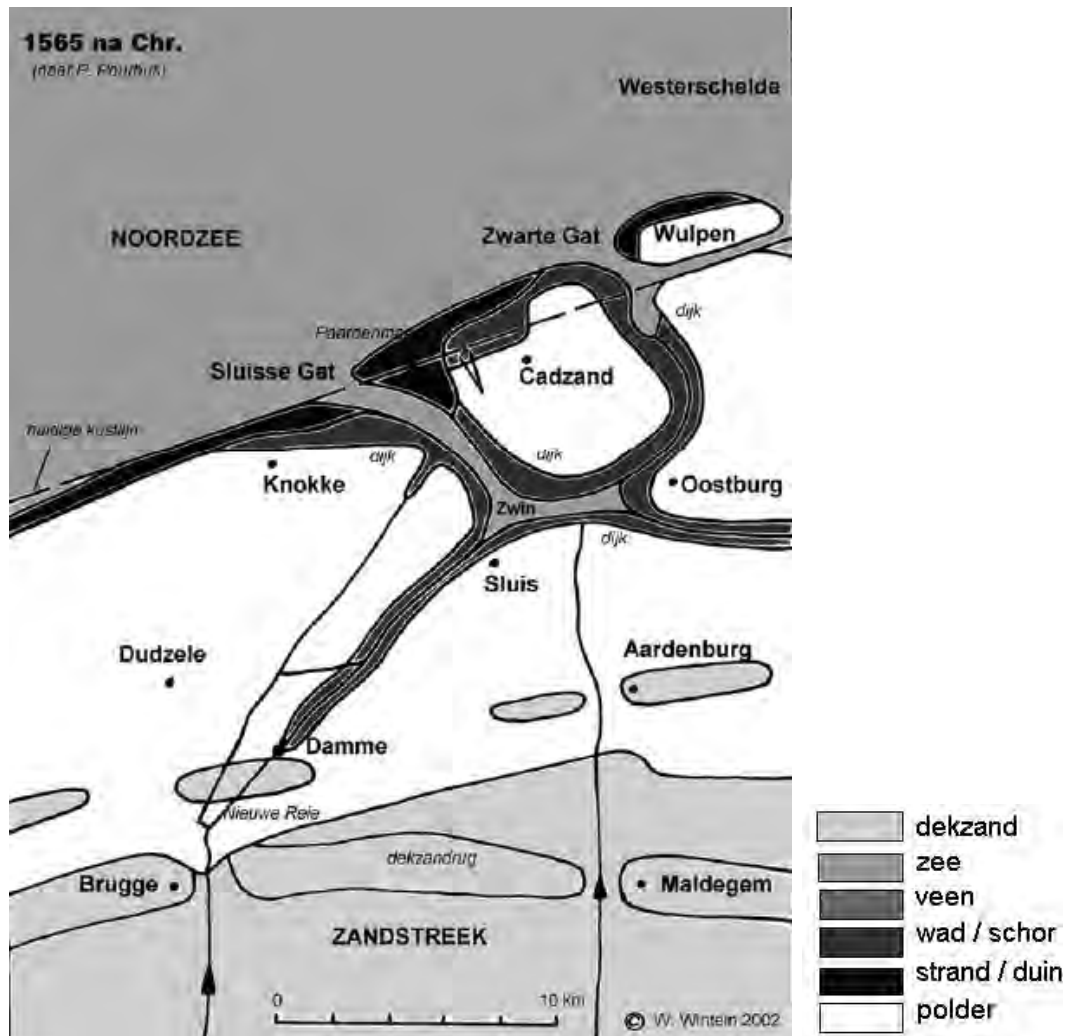 1565 na Chr.
Westerschelde
NOORDZEE
Zwarte Gat
Wulpen
dijk
Sluisse Gat
Cadzand
huidige kustlijn
dijk
dijk
Knokke
Oostburg
Zwin
dijk
Sluis
Dudzele
Aardenburg
Damme
Nieuwe Reie
dekzandrug
Brugge
Maldegem
ZANDSTREEK
0
10 km
© W. Wintein 2002
dekzand
zee
veen
wad / schor
strand / duin
polder